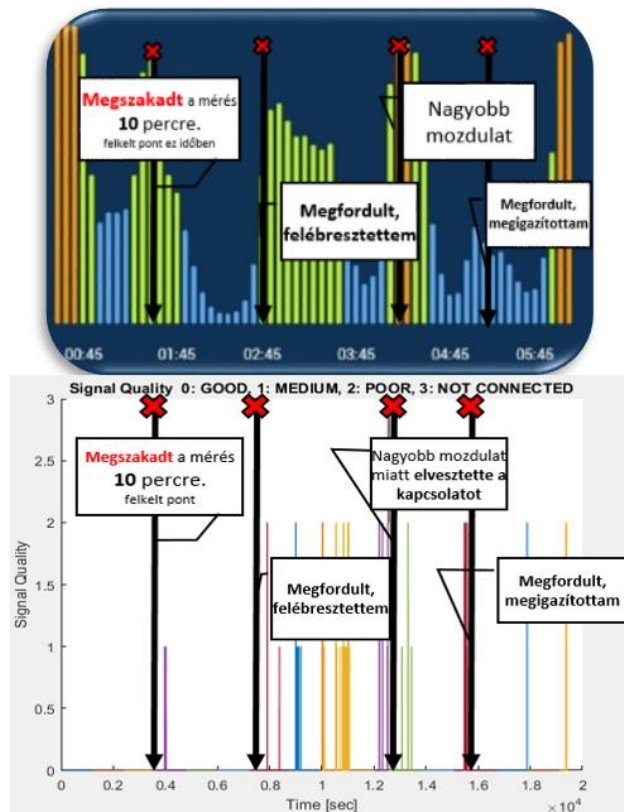 Megszakadt a mérés
10 percre.
felkelt pont ez időben
Nagyobb
mozdulat
Megfordult,
felébresztettem
Megfordult,
megigazítottam
00:45 01:45 02:45 03:45 04:45 05:45
Signal Quality 0: GOOD, 1: MEDIUM, 2: POOR, 3: NOT CONNECTED
3
2.5
2
1.5
1
0.5
0
Signal Quality
Megszakadt a mérés
10 percre.
felkelt pont
Nagyobb mozdulat
miatt elvesztette a
kapcsolatot
Megfordult,
felébresztettem
Megfordult,
megigazítottam
0 0.2 0.4 0.6 0.8 1 1.2 1.4 1.6 1.8 2
Time [sec]
×10⁴